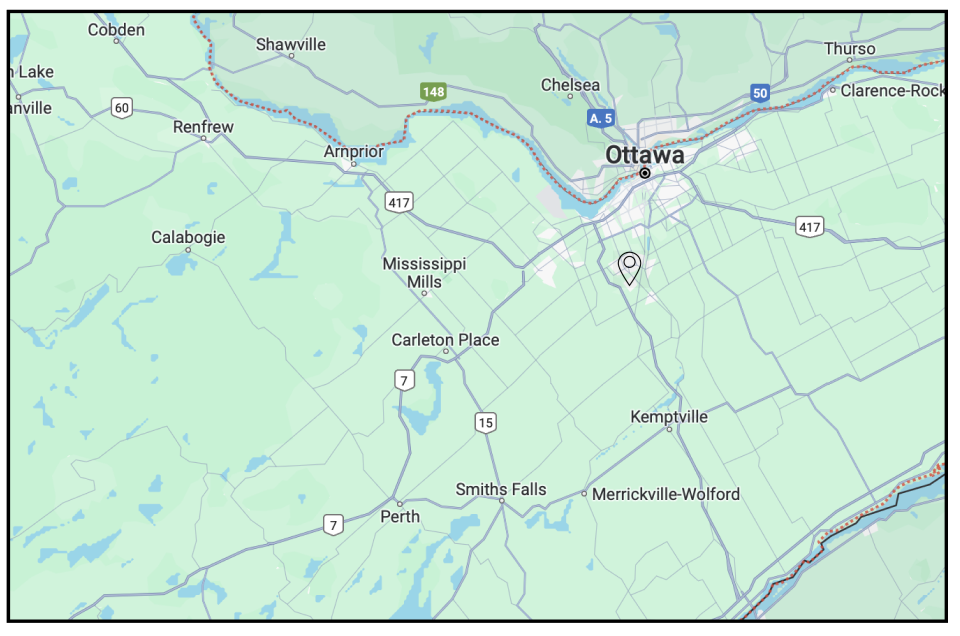 Cobden
Shawville
Thurso
n Lake
anville
60
148
Chelsea
50
Clarence-Rock
A. 5
Renfrew
Arnprior
Ottawa
417
417
Calabogie
Mississippi
Mills
Carleton Place
7
15
Kemptville
Smiths Falls
Merrickville-Wolford
Perth
7